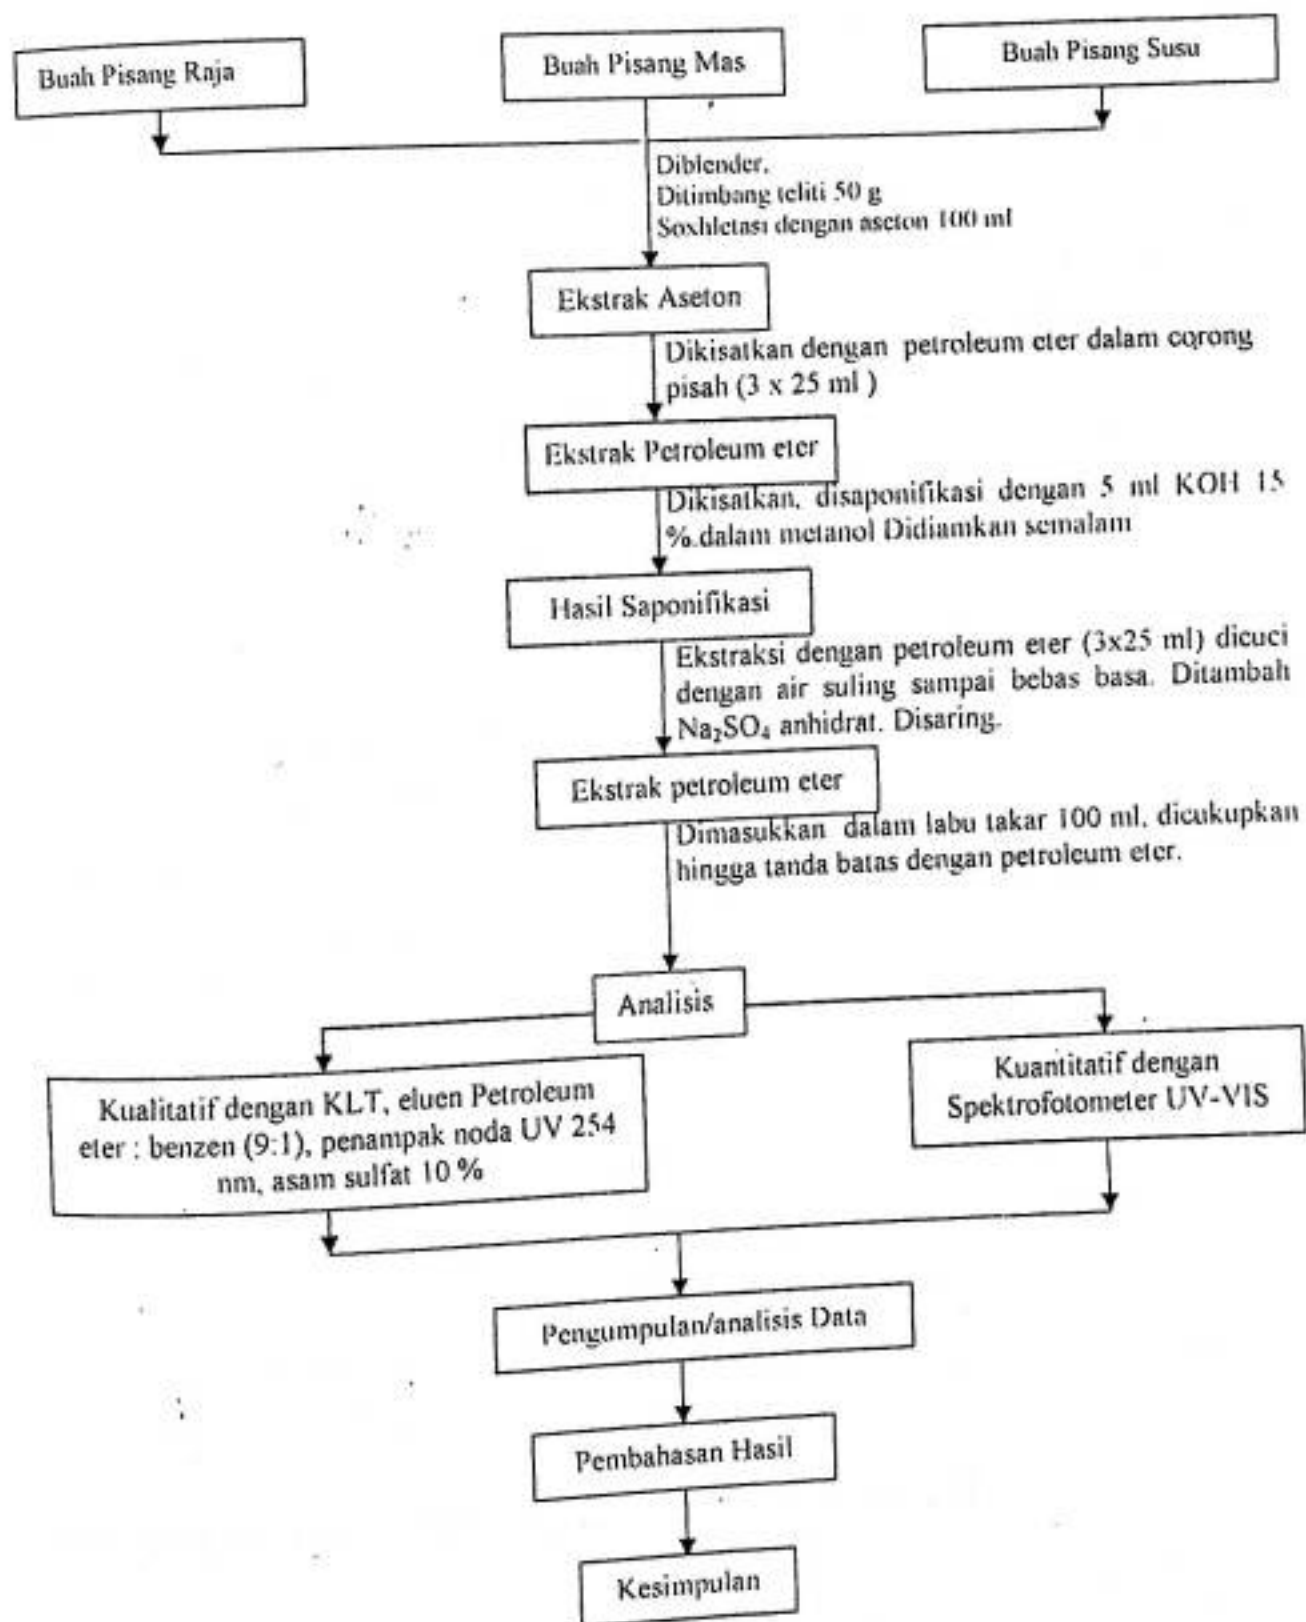 Buah Pisang Raja
Buah Pisang Mas
Buah Pisang Susu
Diblender.
Ditimbang teliti 50 g
Soxhletasi dengan aseton 100 ml
Ekstrak Aseton
Dikisatkan dengan petroleum eter dalam corong
pisah (3 x 25 ml )
Ekstrak Petroleum eter
Dikisatkan, disaponifikasi dengan 5 ml KOH 15
% dalam metanol Didiamkan semalam
Hasil Saponifikasi
Ekstraksi dengan petroleum eter (3x25 ml) dicuci
dengan air suling sampai bebas basa. Ditambah
Na₂SO₄ anhidrat. Disaring.
Ekstrak petroleum eter
Dimasukkan dalam labu takar 100 ml, dicukupkan
hingga tanda batas dengan petroleum eter.
Analisis
Kualitatif dengan KLT, eluen Petroleum
eter : benzen (9:1), penampak noda UV 254
nm, asam sulfat 10 %
Kuantitatif dengan
Spektrofotometer UV-VIS
Pengumpulan/analisis Data
Pembahasan Hasil
Kesimpulan